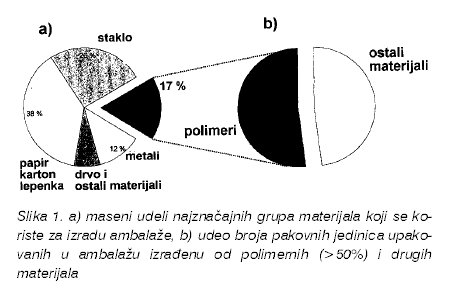 a)
b)
staklo
17 %
ostali
materijali
38 %
polimeri
12%
metali
papir
karton
lepenka
drvo i
ostali materijali
Slika 1. a) maseni udeli najznačajnih grupa materijala koji se ko-
riste za izradu ambalaže, b) udeo broja pakovnih jedinica upako-
vanih u ambalažu izrađenu od polimernih (>50%) i drugih
materijala